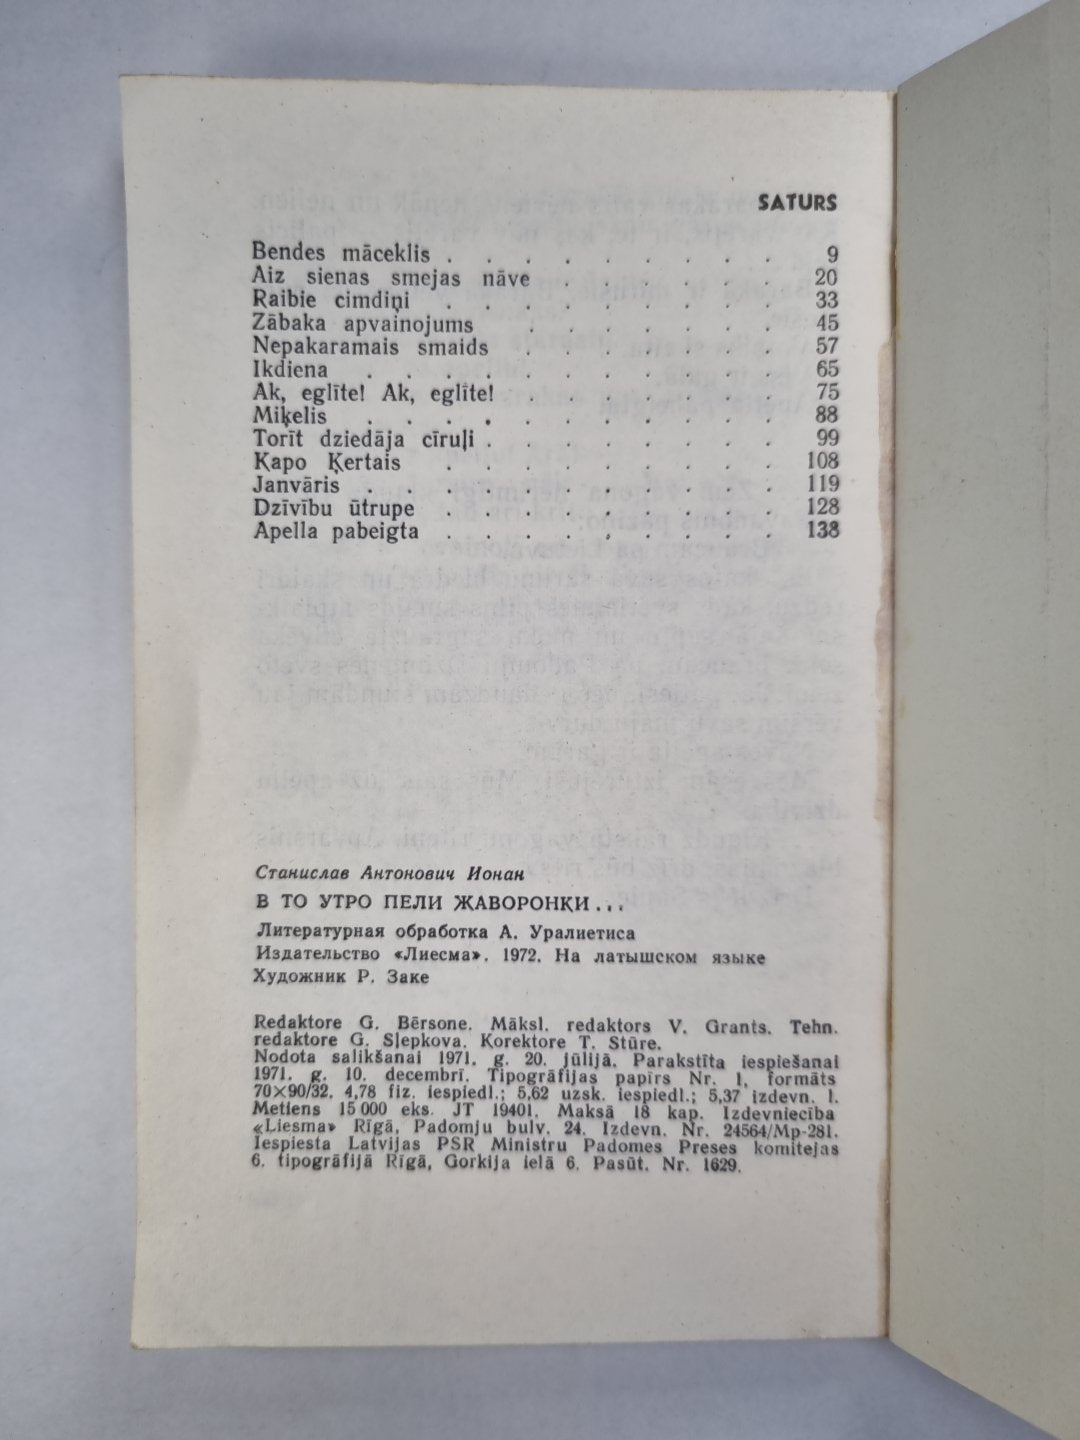 SATURS
Bendes māceklis . . . . . . . . . 9
Aiz sienas smejas nāve . . . . . . 20
Raibie cimdiņi . . . . . . . . . 33
Zābaka apvainojums . . . . . . . 45
Nepakaramais smaids . . . . . . . 57
Ikdiena . . . . . . . . . . . 65
Ak, eglīte! Ak, eglīte! . . . . . . . 75
Miķelis . . . . . . . . . . . 88
Torīt dziedāja cīruļi . . . . . . . . 99
Kapo Ķertais . . . . . . . . . 108
Janvāris . . . . . . . . . . . 119
Dzīvību ūtrupe . . . . . . . . . 128
Apella pabeigta . . . . . . . . . 138
Станислав Антонович Ионан
В ТО УТРО ПЕЛИ ЖАВОРОНКИ...
Литературная обработка А. Уралиетиса
Издательство «Лиесма». 1972. На латышском языке
Художник Р. Заке
Redaktore G. Bērsone. Māksl. redaktors V. Grants. Tehn.
redaktore G. Slepkova. Korektore T. Stūre.
Nodota salikšanai 1971. g. 20. jūlijā. Parakstīta iespiešanai
1971. g. 10. decembrī. Tipogrāfijas papīrs Nr. 1, formāts
70×90/32. 4,78 fiz. iespiedl.; 5,62 uzsk. iespiedl.; 5,37 izdevn. l.
Metiens 15 000 eks. JT 19401. Maksā 18 kap. Izdevniecība
«Liesma» Rīgā, Padomju bulv. 24. Izdevn. Nr. 24564/Mp-281.
Iespiesta Latvijas PSR Ministru Padomes Preses komitejas
6. tipogrāfijā Rīgā, Gorkija ielā 6. Pasūt. Nr. 1629.